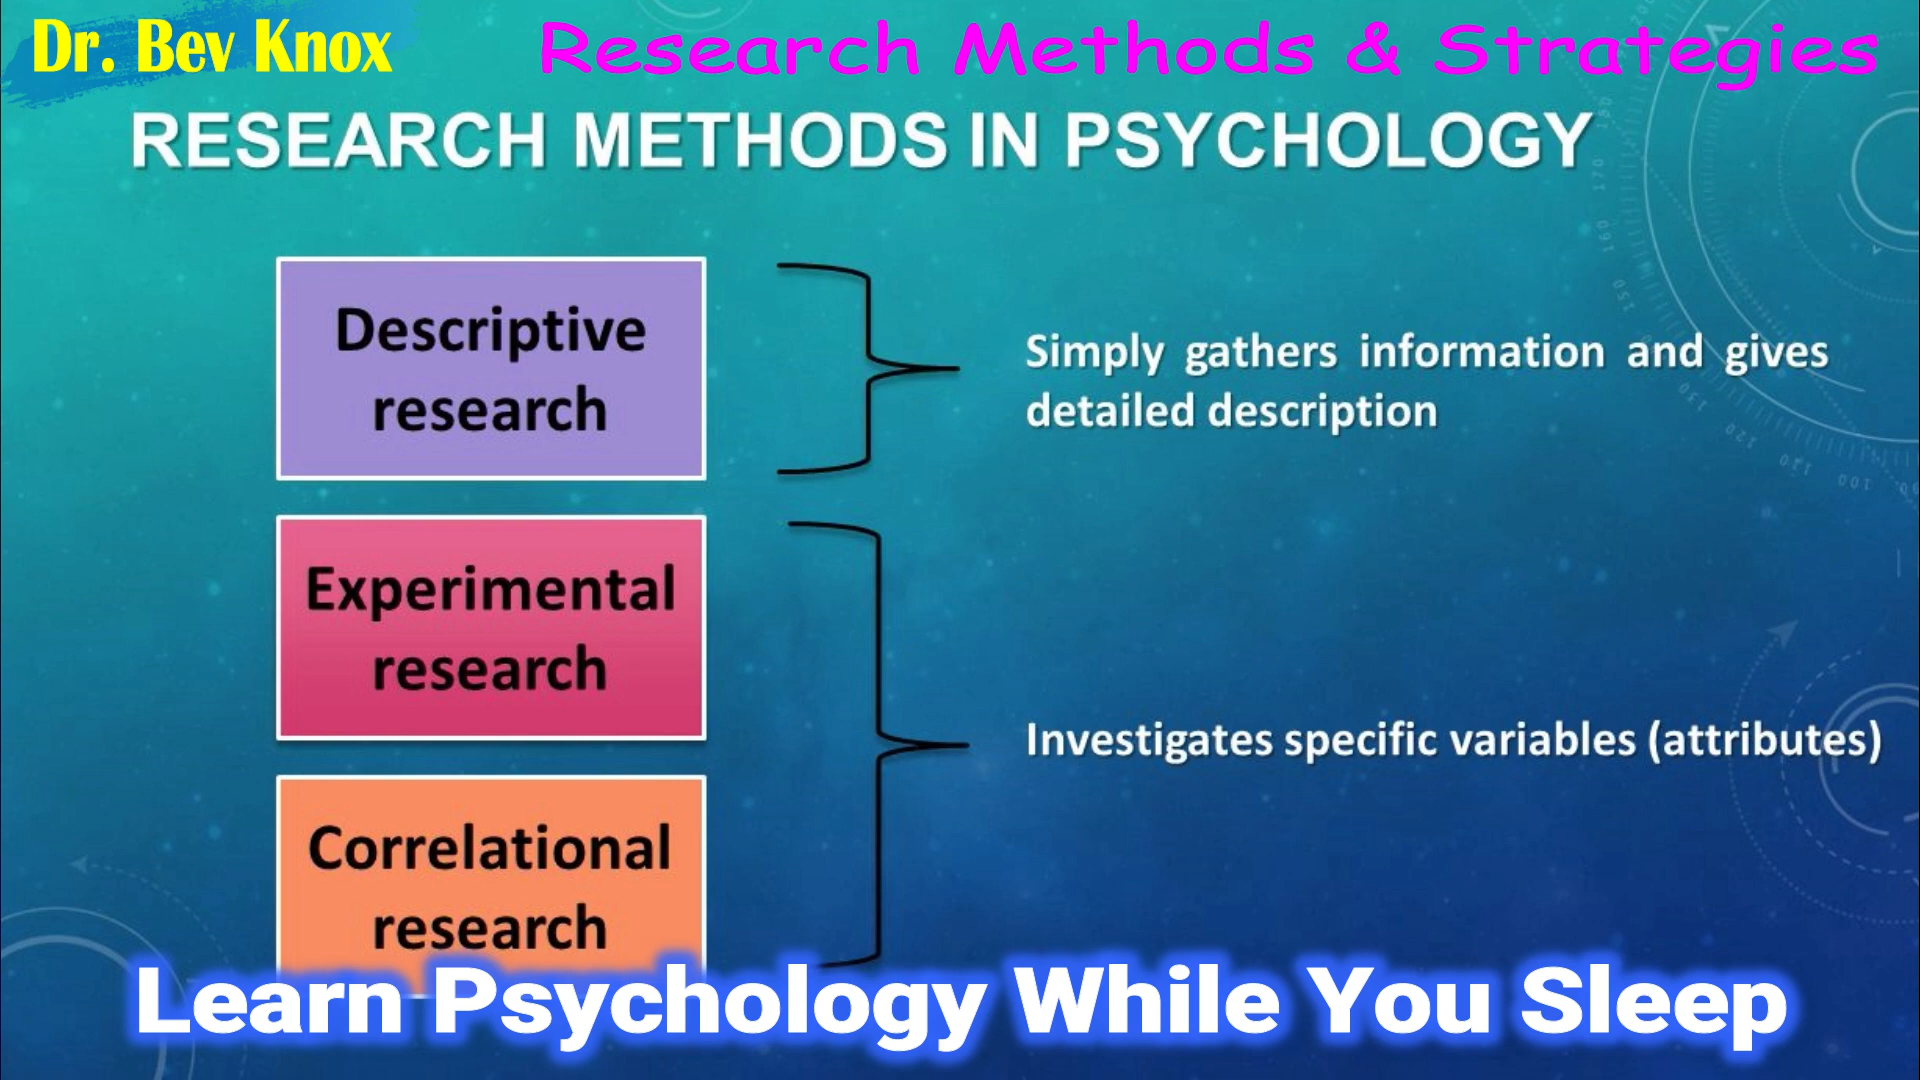 Dr. Bev Knox
Research Methods & Strategies
RESEARCH METHODS IN PSYCHOLOGY
Descriptive
research
Simply gathers information and gives
detailed description
Experimental
research
Investigates specific variables (attributes)
Correlational
research
Learn Psychology While You Sleep